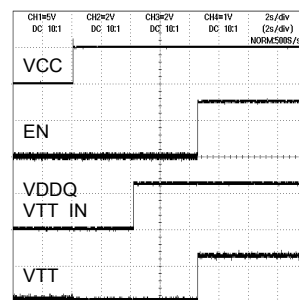 CH1=5V CH2=2V CH3=2V CH4=1V 2s/div
DC 10:1 DC 10:1 DC 10:1 DC 10:1 (2s/div)
NORM:500S/s
VCC
EN
VDDQ
VTT IN
VTT